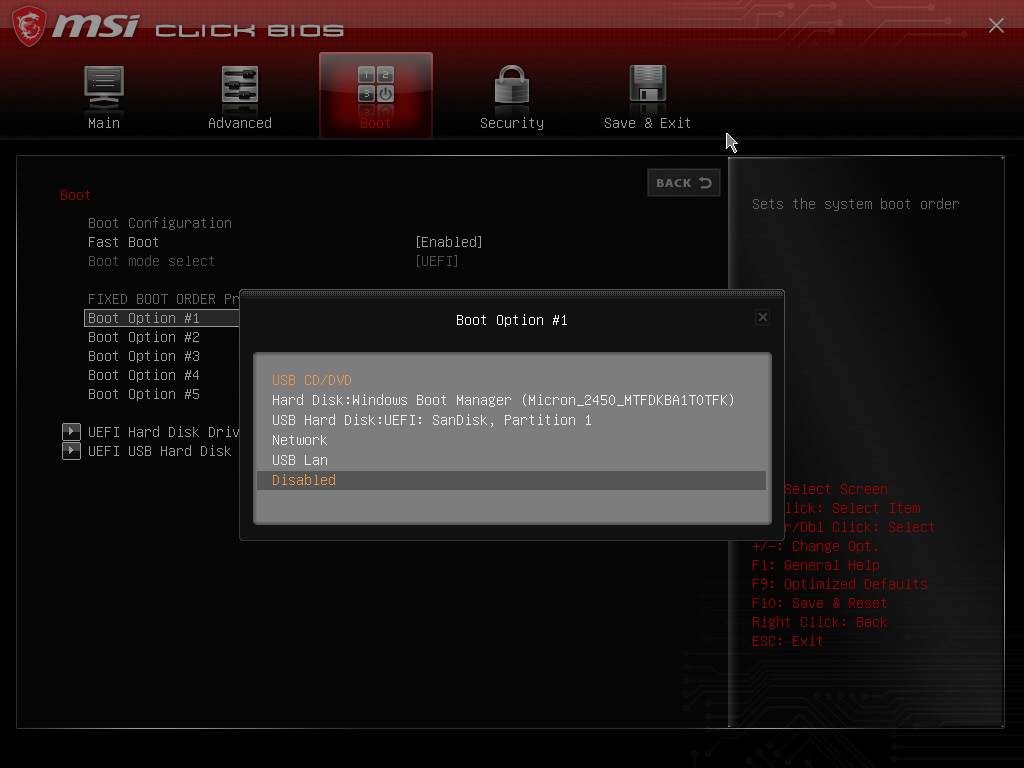 msi CLICK BIOS
Main
Advanced
Boot
Security
Save & Exit
BACK
Boot
Boot Configuration
Fast Boot [Enabled]
Boot mode select [UEFI]
FIXED BOOT ORDER Pr
Boot Option #1
Boot Option #2
Boot Option #3
Boot Option #4
Boot Option #5
UEFI Hard Disk Driv
UEFI USB Hard Disk
Boot Option #1
USB CD/DVD
Hard Disk:Windows Boot Manager (Micron_2450_MTFDKBA1T0TFK)
USB Hard Disk:UEFI: SanDisk, Partition 1
Network
USB Lan
Disabled
Sets the system boot order
Select Screen
lick: Select Item
r/Dbl Click: Select
+/-: Change Opt.
F1: General Help
F9: Optimized Defaults
F10: Save & Reset
Right Click: Back
ESC: Exit